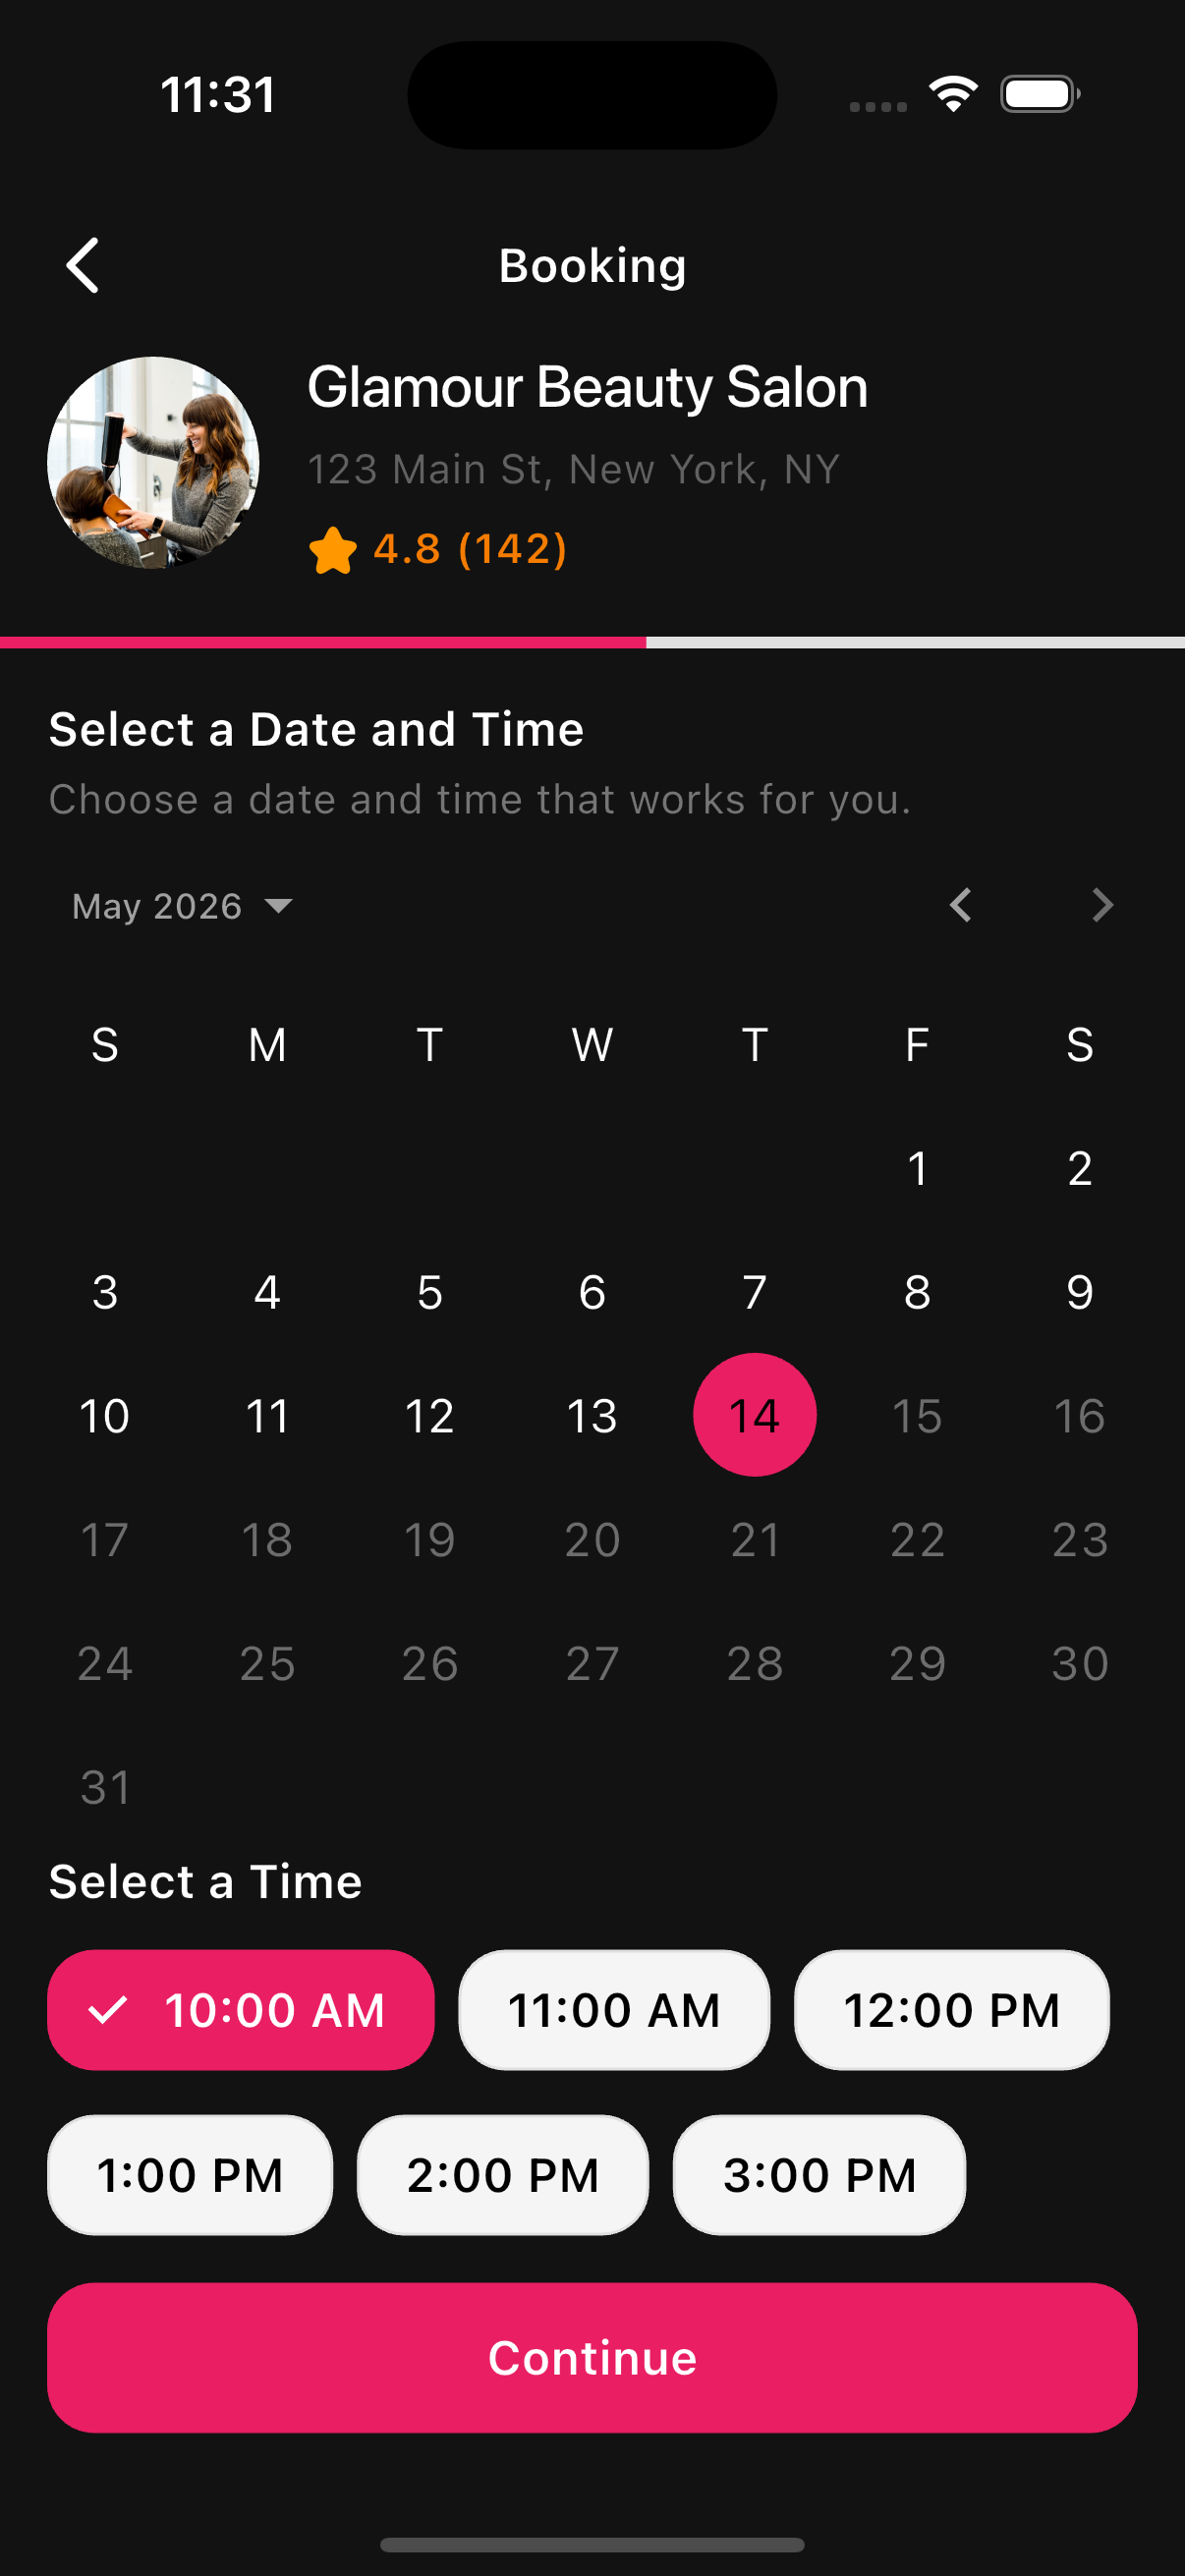 11:31
Booking
Glamour Beauty Salon
123 Main St, New York, NY
4.8 (142)
Select a Date and Time
Choose a date and time that works for you.
May 2026
S M T W T F S
1 2
3 4 5 6 7 8 9
10 11 12 13 14 15 16
17 18 19 20 21 22 23
24 25 26 27 28 29 30
31
Select a Time
10:00 AM 11:00 AM 12:00 PM
1:00 PM 2:00 PM 3:00 PM
Continue